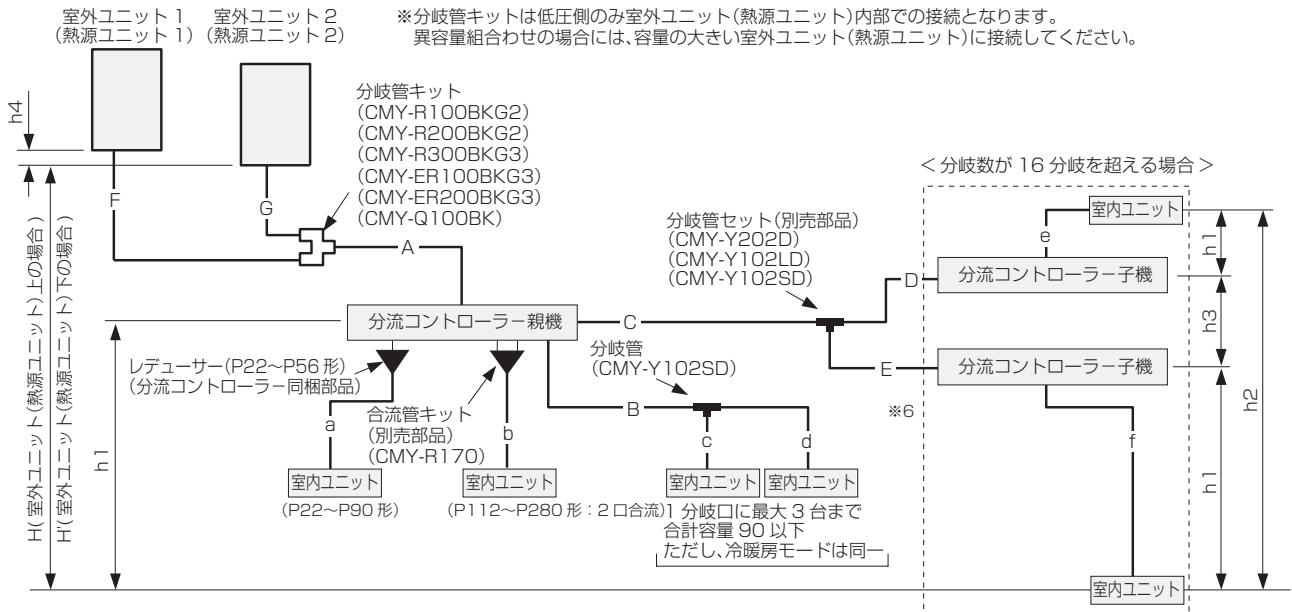 室外ユニット1
(熱源ユニット1)
室外ユニット2
(熱源ユニット2)
※分岐管キットは低圧側のみ室外ユニット(熱源ユニット)内部での接続となります。
異容量組合わせの場合には、容量の大きい室外ユニット(熱源ユニット)に接続してください。
h4
H(室外ユニット(熱源ユニット)上の場合)
H'(室外ユニット(熱源ユニット)下の場合)
F
G
分岐管キット
(CMY-R100BKG2)
(CMY-R200BKG2)
(CMY-R300BKG3)
(CMY-ER100BKG3)
(CMY-ER200BKG3)
(CMY-Q100BK)
A
分流コントローラー親機
h1
レデューサー(P22~P56形)
(分流コントローラー同梱部品)
a
室内ユニット
(P22~P90形)
合流管キット
(別売部品)
(CMY-R170)
b
室内ユニット
(P112~P280形:2口合流)
C
分岐管セット(別売部品)
(CMY-Y202D)
(CMY-Y102LD)
(CMY-Y102SD)
分岐管
(CMY-Y102SD)
B
c
d
室内ユニット
室内ユニット
1分岐口に最大3台まで
合計容量90以下
ただし、冷暖房モードは同一
D
E
※6
<分岐数が16分岐を超える場合>
室内ユニット
e
分流コントローラー子機
分流コントローラー子機
f
室内ユニット
h1
h3
h1
h2